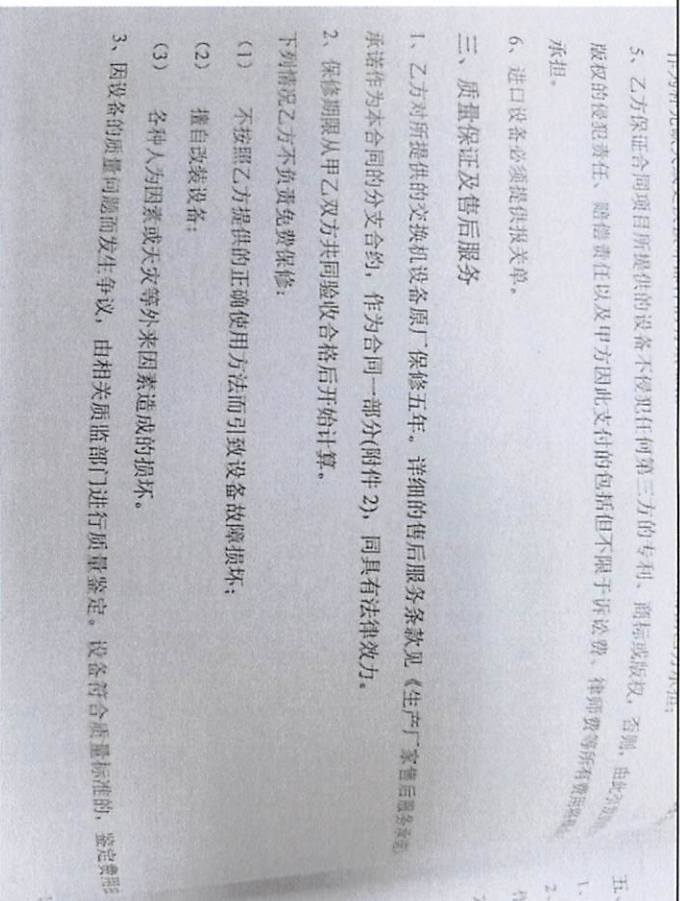 5、乙方保证合同项目所提供的设备不侵犯任何第三方的专利、商标或版权，否则，由此引
版权的侵犯责任、赔偿责任以及甲方因此支付的包括但不限于诉讼费、律师费等所有费用
承担。
6、进口设备必须提供报关单。
三、质量保证及售后服务
1、乙方对所提供的交换机设备原厂保修五年。详细的售后服务条款见《生产厂家售后服务承诺
承诺作为本合同的分支合约，作为合同一部分(附件 2)，同具有法律效力。
2、保修期限从甲乙双方共同验收合格后开始计算。
下列情况乙方不负责免费保修：
（1） 不按照乙方提供的正确使用方法而引致设备故障损坏；
（2） 擅自改装设备；
（3） 各种人为因素或天灾等外来因素造成的损坏。
3、因设备的质量问题而发生争议，由相关质监部门进行质量鉴定。设备符合质量标准的，鉴定费用
五、
1、
2、